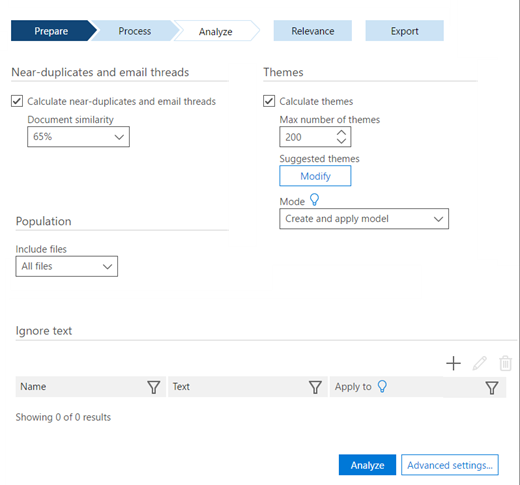 Prepare Process Analyze Relevance Export
Near-duplicates and email threads Themes
Calculate near-duplicates and email threads Calculate themes
Document similarity Max number of themes
65% 200
Suggested themes
Modify
Mode
Population Create and apply model
Include files
All files
Ignore text
Name Text Apply to
Showing 0 of 0 results
Analyze Advanced settings...